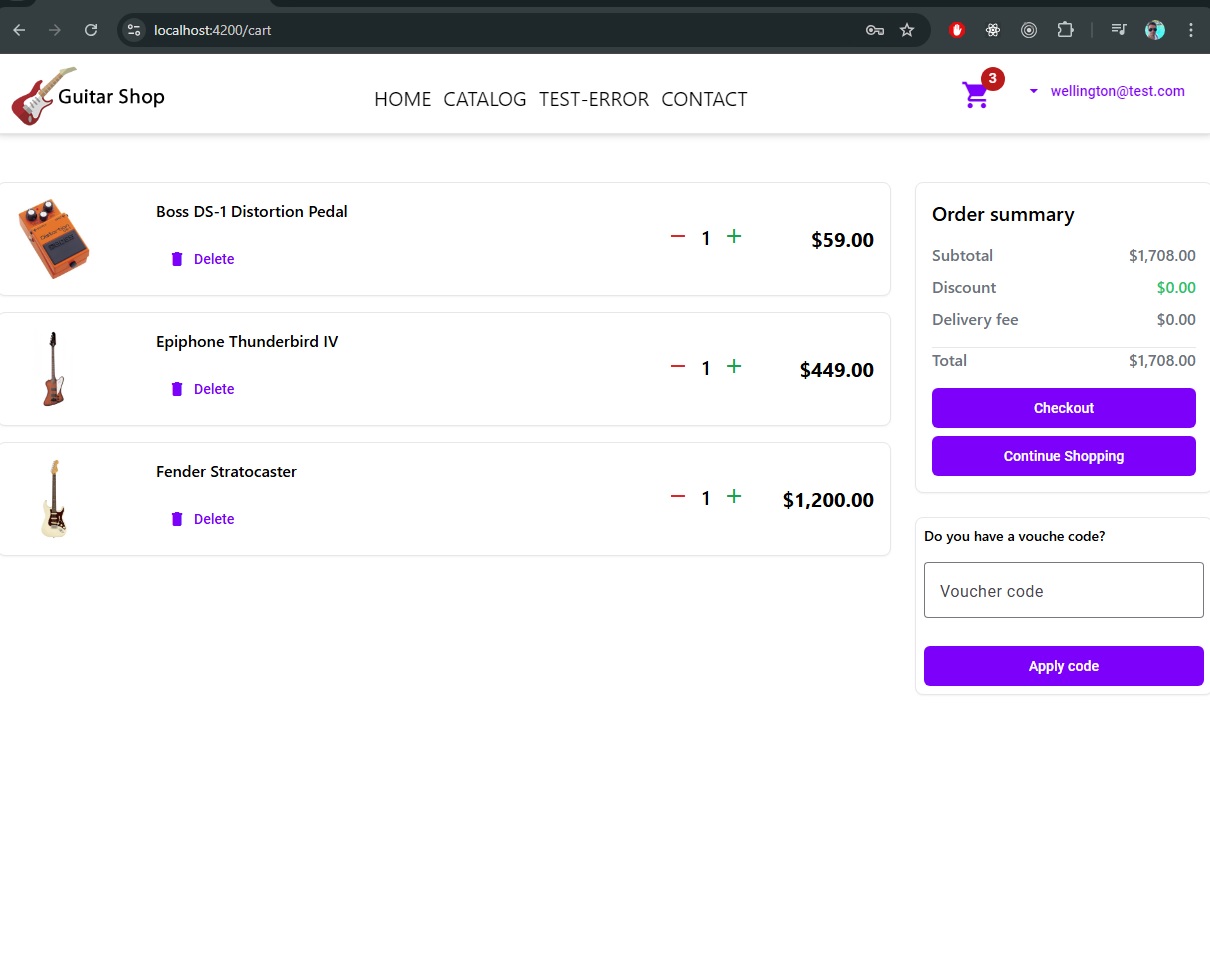 localhost:4200/cart
Guitar Shop
HOME CATALOG TEST-ERROR CONTACT
3
wellington@test.com
Boss DS-1 Distortion Pedal
Delete
1
$59.00
Epiphone Thunderbird IV
Delete
1
$449.00
Fender Stratocaster
Delete
1
$1,200.00
Order summary
Subtotal $1,708.00
Discount $0.00
Delivery fee $0.00
Total $1,708.00
Checkout
Continue Shopping
Do you have a vouche code?
Voucher code
Apply code